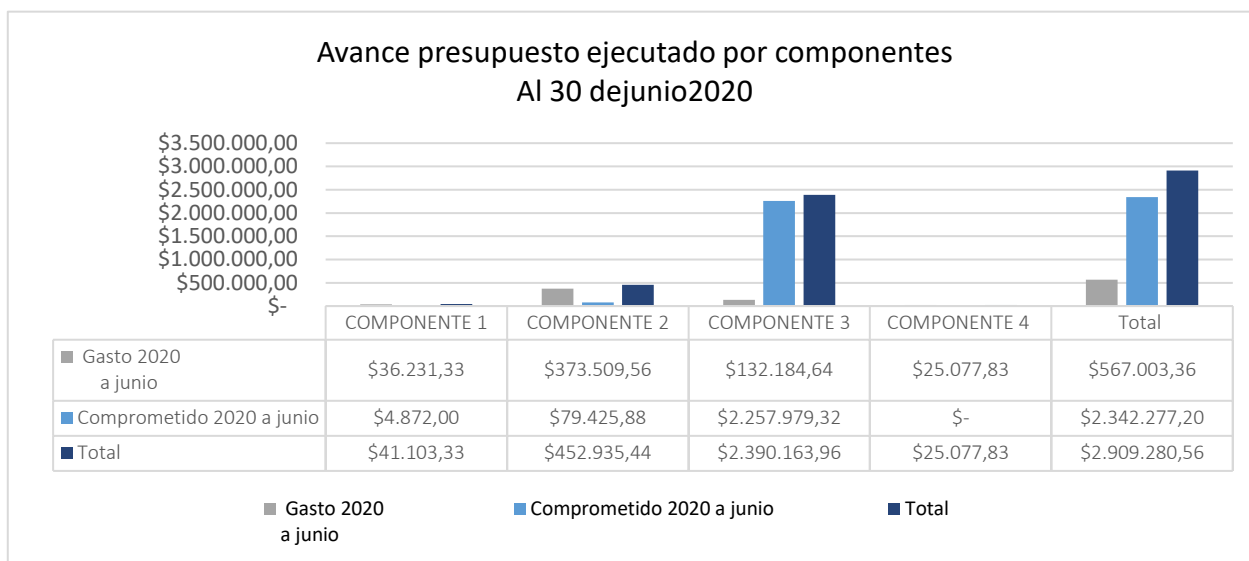 Avance presupuesto ejecutado por componentes
Al 30 dejunio2020
$3.500.000,00
$3.000.000,00
$2.500.000,00
$2.000.000,00
$1.500.000,00
$1.000.000,00
$500.000,00
$-
COMPONENTE 1 COMPONENTE 2 COMPONENTE 3 COMPONENTE 4 Total
Gasto 2020
a junio
$36.231,33 $373.509,56 $132.184,64 $25.077,83 $567.003,36
Comprometido 2020 a junio $4.872,00 $79.425,88 $2.257.979,32 $- $2.342.277,20
Total $41.103,33 $452.935,44 $2.390.163,96 $25.077,83 $2.909.280,56
Gasto 2020
a junio
Comprometido 2020 a junio
Total